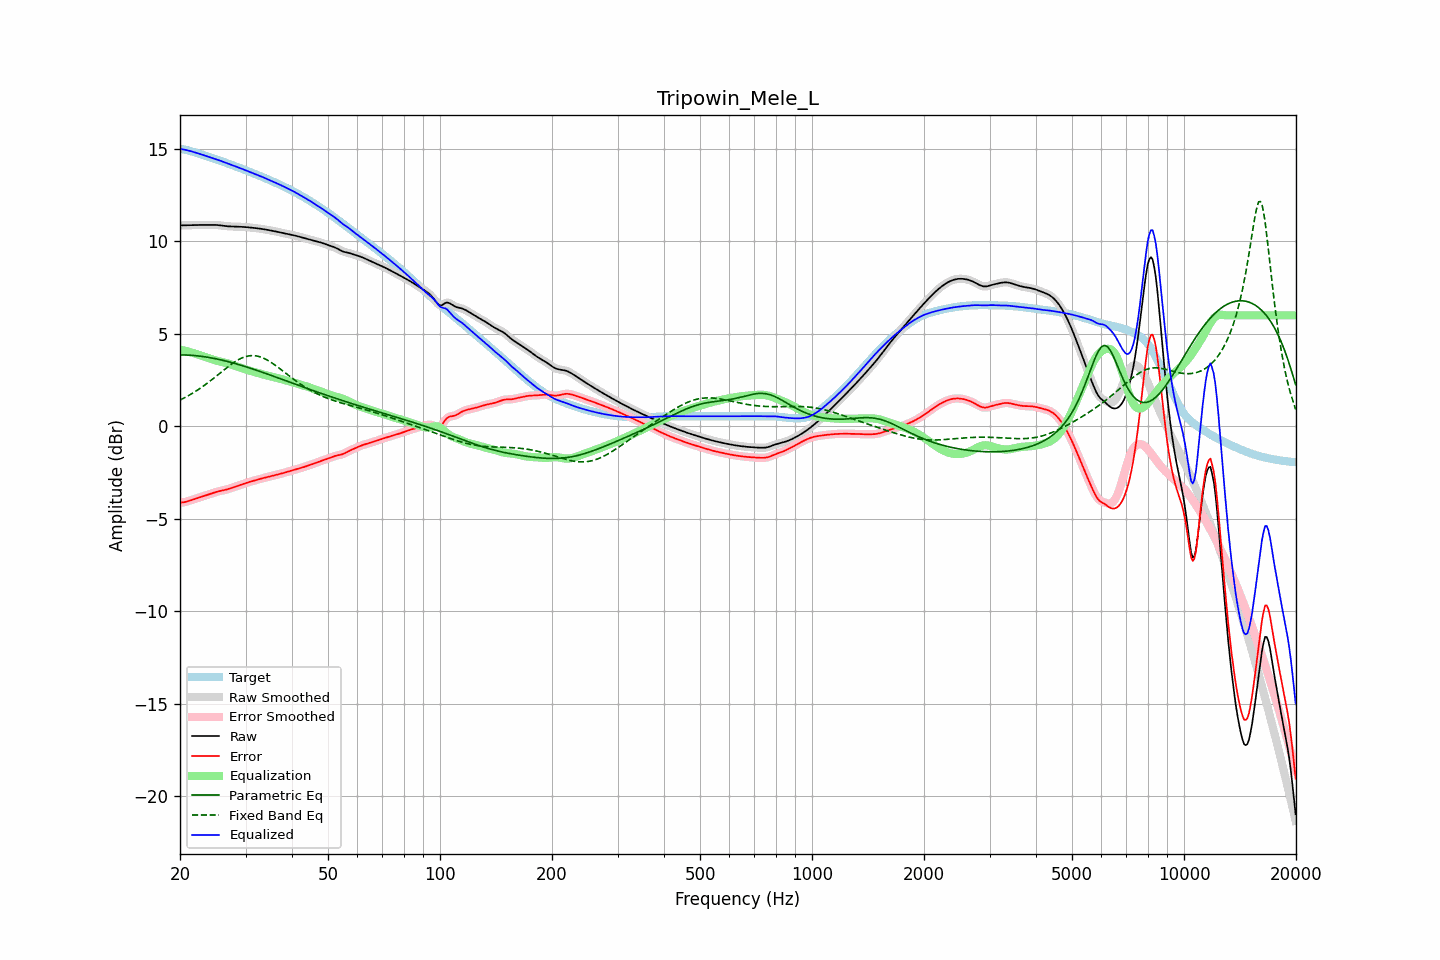 Tripowin_Mele_L
Amplitude (dBr)
15
10
5
0
−5
−10
−15
−20
Target
Raw Smoothed
Error Smoothed
Raw
Error
Equalization
Parametric Eq
Fixed Band Eq
Equalized
20 50 100 200 500 1000 2000 5000 10000 20000
Frequency (Hz)